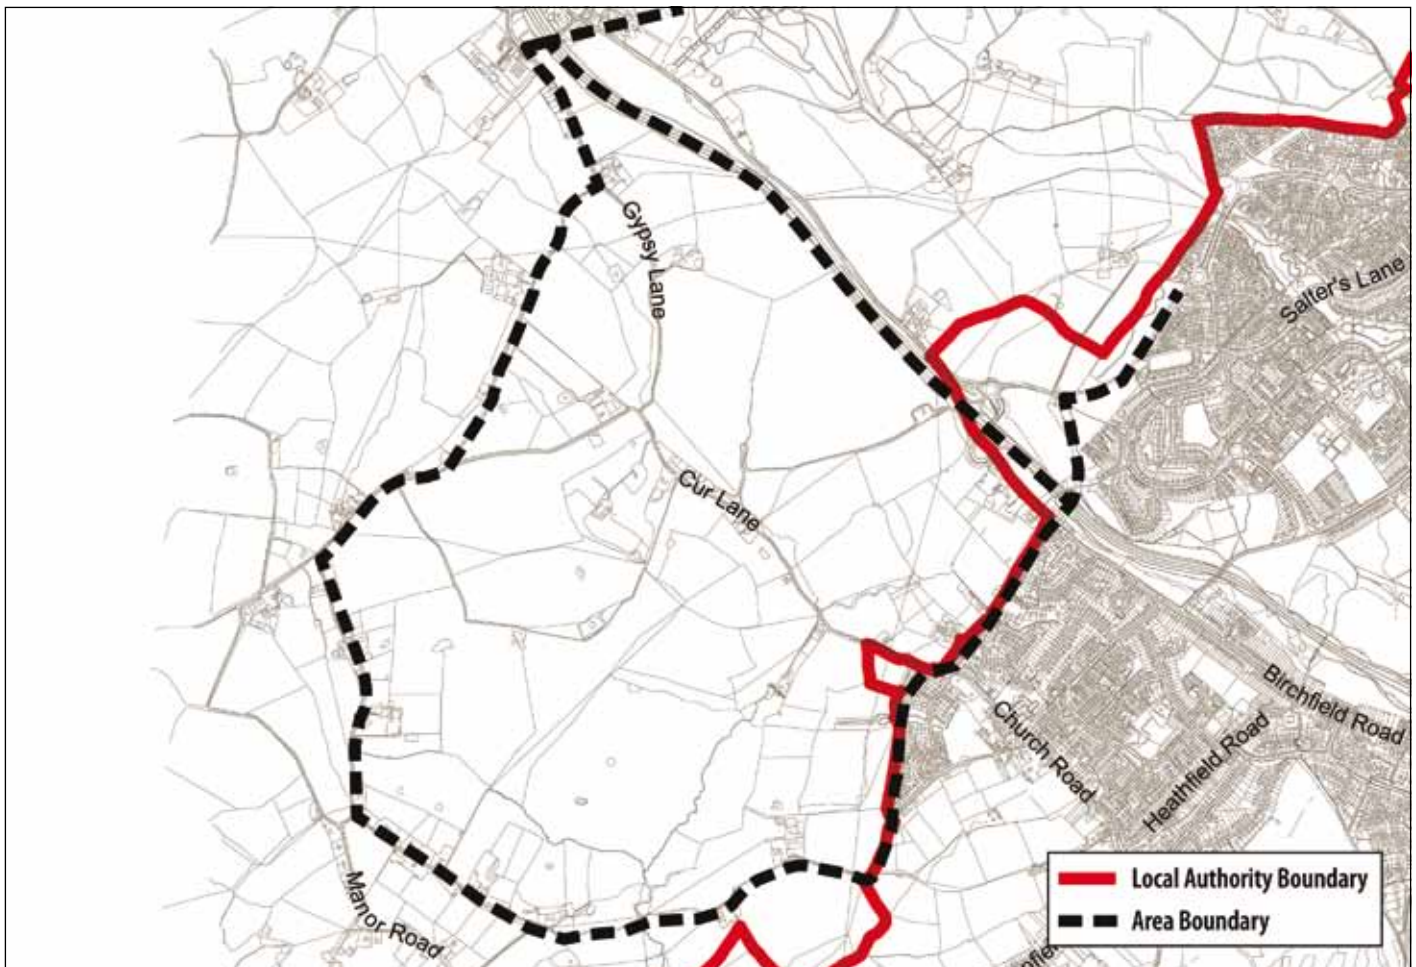 Gypsy Lane
Salter's Lane
Cur Lane
Birchfield Road
Church Road
Heathfield Road
Manor Road
Local Authority Boundary
Area Boundary